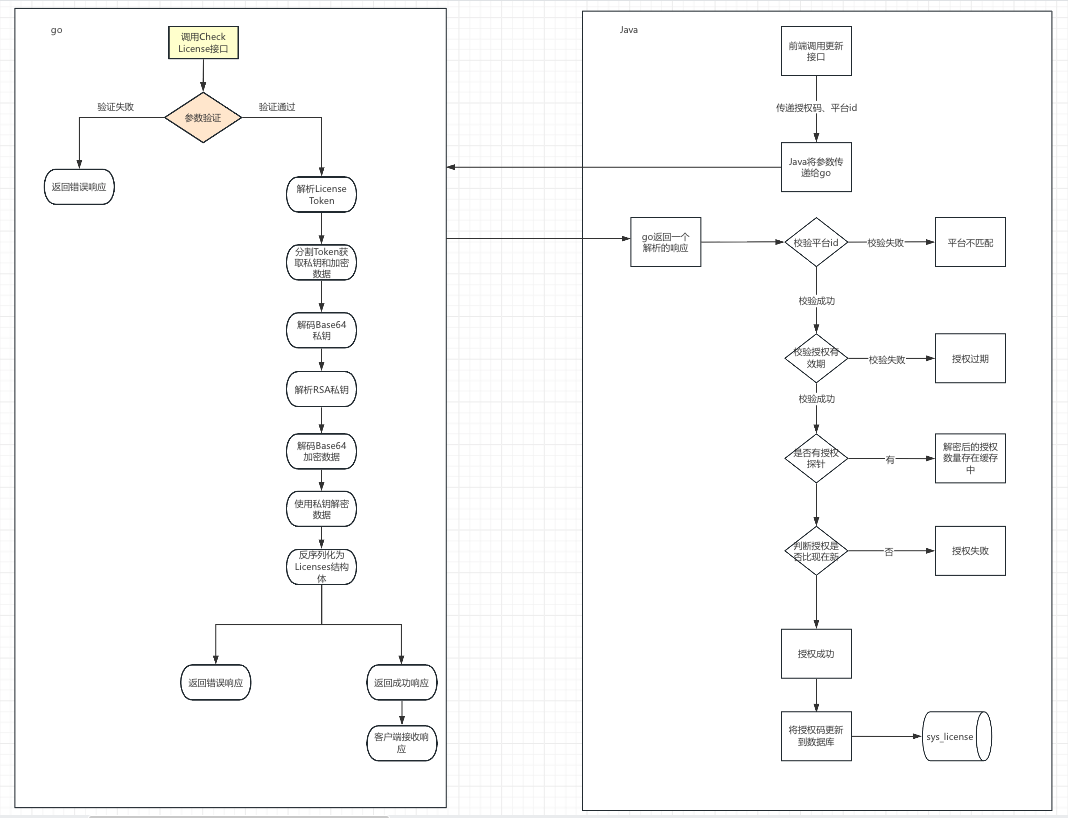 go
调用Check
License接口
验证失败
参数验证
验证通过
返回错误响应
解析License
Token
分割Token获
取私钥和加密
数据
解码Base64
私钥
解析RSA私钥
解码Base64
加密数据
使用私钥解密
数据
反序列化为
Licenses结构
体
返回错误响应
返回成功响应
客户端接收响
应
Java
前端调用更新
接口
传递授权码、平台id
Java将参数传
递给go
go返回一个
解析的响应
校验平台id
校验失败
平台不匹配
校验成功
校验授权有
效期
校验失败
授权过期
校验成功
是否有授权
探针
有
解密后的授权
数量存在缓存
中
判断授权是
否比现在新
否
授权失败
授权成功
将授权码更新
到数据库
sys_license